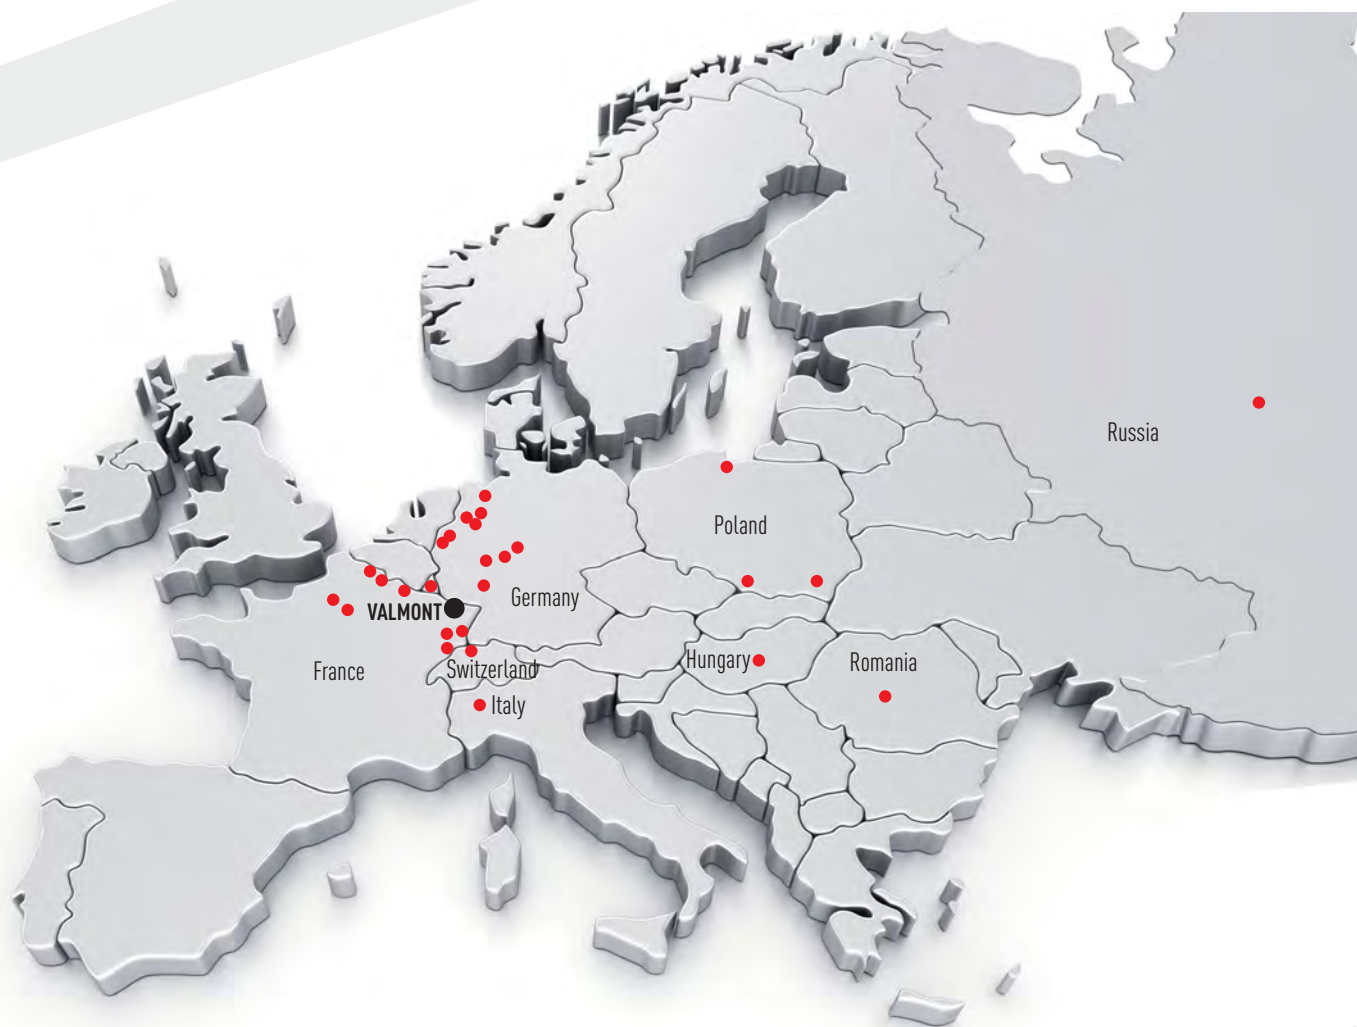 Russia
Poland
Germany
VALMONT
France
Switzerland
Hungary
Romania
Italy